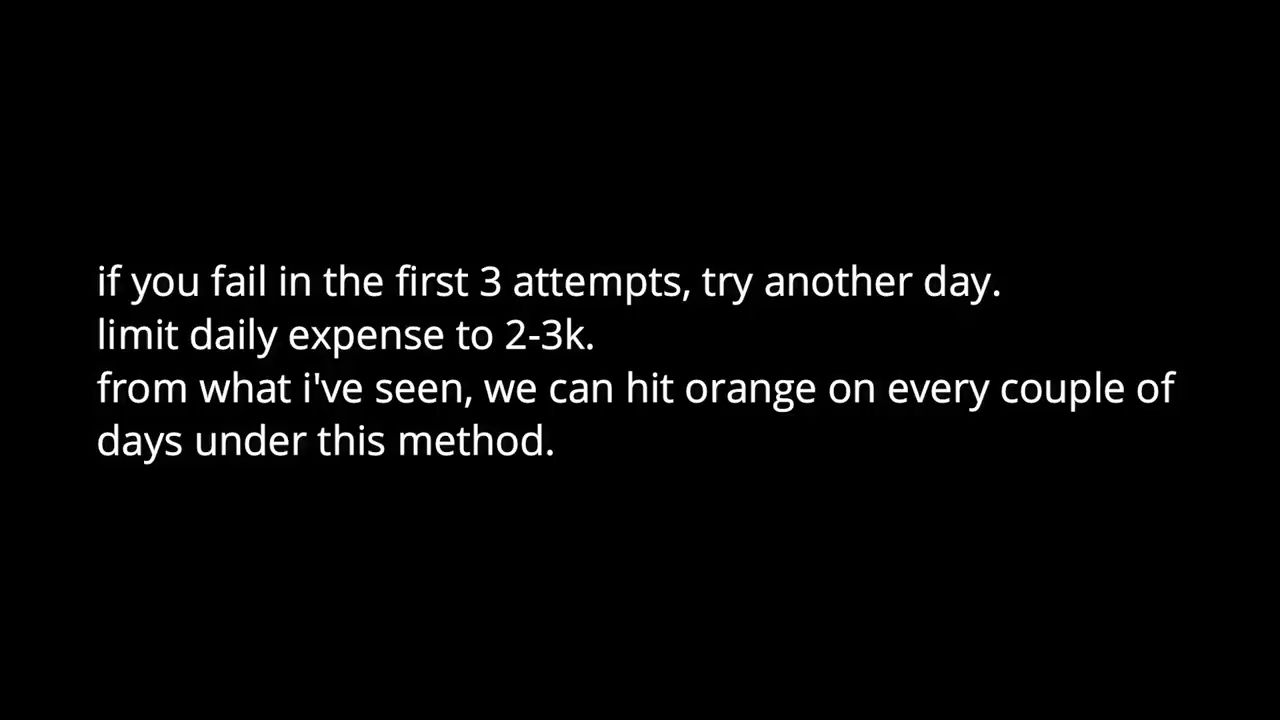 if you fail in the first 3 attempts, try another day.
limit daily expense to 2-3k.
from what i've seen, we can hit orange on every couple of
days under this method.